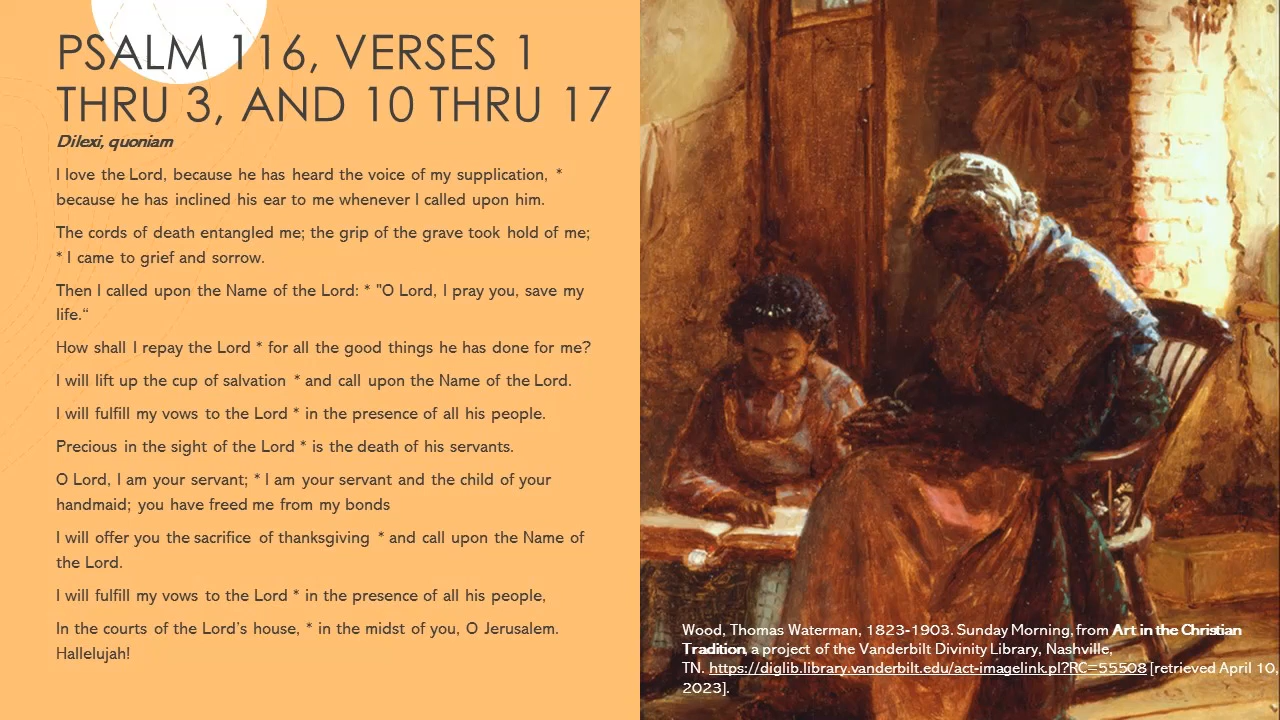 PSALM 116, VERSES 1
THRU 3, AND 10 THRU 17
Dilexi, quoniam
I love the Lord, because he has heard the voice of my supplication, *
because he has inclined his ear to me whenever I called upon him.
The cords of death entangled me; the grip of the grave took hold of me;
* I came to grief and sorrow.
Then I called upon the Name of the Lord: * "O Lord, I pray you, save my
life.“
How shall I repay the Lord * for all the good things he has done for me?
I will lift up the cup of salvation * and call upon the Name of the Lord.
I will fulfill my vows to the Lord * in the presence of all his people.
Precious in the sight of the Lord * is the death of his servants.
O Lord, I am your servant; * I am your servant and the child of your
handmaid; you have freed me from my bonds
I will offer you the sacrifice of thanksgiving * and call upon the Name of
the Lord.
I will fulfill my vows to the Lord * in the presence of all his people,
In the courts of the Lord's house, * in the midst of you, O Jerusalem.
Hallelujah!
Wood, Thomas Waterman, 1823-1903. Sunday Morning, from Art in the Christian
Tradition, a project of the Vanderbilt Divinity Library, Nashville,
TN. https://diglib.library.vanderbilt.edu/act-imagelink.pl?RC=55508 [retrieved April 10,
2023].